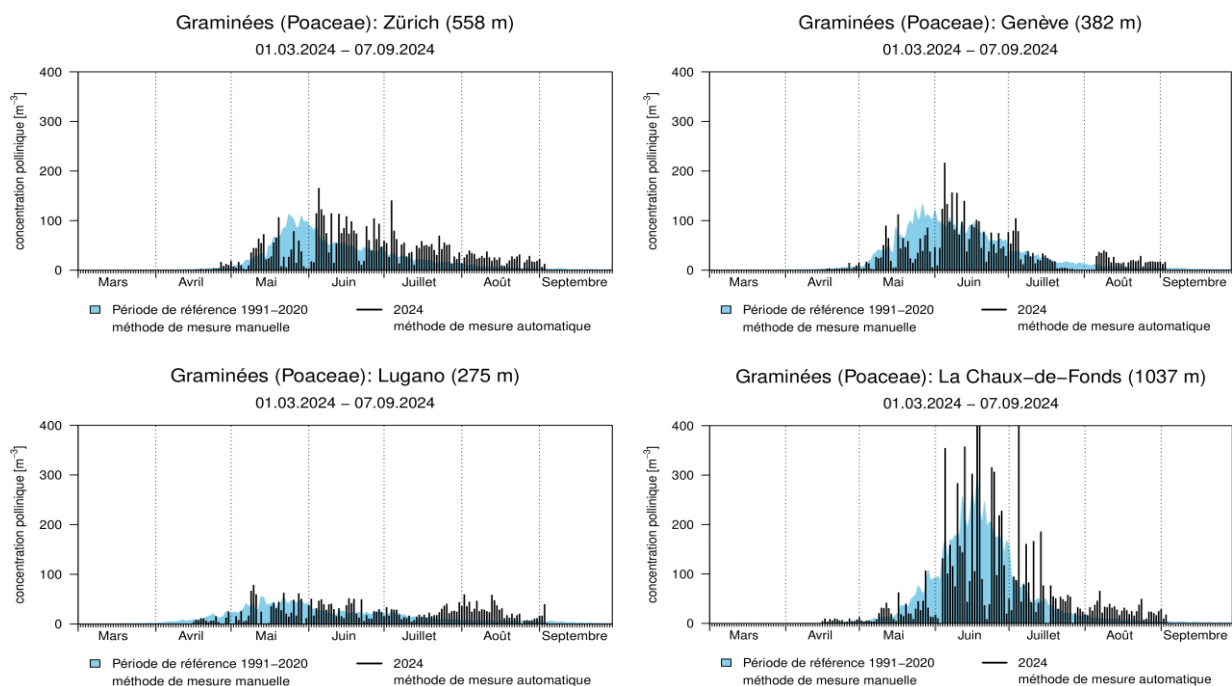 Graminées (Poaceae): Zürich (558 m)
01.03.2024 – 07.09.2024
concentration pollinique [m⁻³]
400
300
200
100
0
Mars Avril Mai Juin Juillet Août Septembre
Période de référence 1991–2020 2024
méthode de mesure manuelle méthode de mesure automatique
Graminées (Poaceae): Genève (382 m)
01.03.2024 – 07.09.2024
concentration pollinique [m⁻³]
400
300
200
100
0
Mars Avril Mai Juin Juillet Août Septembre
Période de référence 1991–2020 2024
méthode de mesure manuelle méthode de mesure automatique
Graminées (Poaceae): Lugano (275 m)
01.03.2024 – 07.09.2024
concentration pollinique [m⁻³]
400
300
200
100
0
Mars Avril Mai Juin Juillet Août Septembre
Période de référence 1991–2020 2024
méthode de mesure manuelle méthode de mesure automatique
Graminées (Poaceae): La Chaux–de–Fonds (1037 m)
01.03.2024 – 07.09.2024
concentration pollinique [m⁻³]
400
300
200
100
0
Mars Avril Mai Juin Juillet Août Septembre
Période de référence 1991–2020 2024
méthode de mesure manuelle méthode de mesure automatique